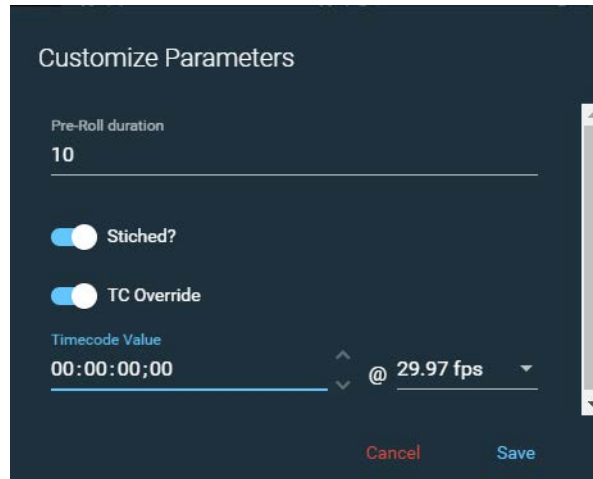 Customize Parameters
Pre-Roll duration
10
Stiched?
TC Override
Timecode Value
00:00:00;00 @ 29.97 fps
Cancel Save